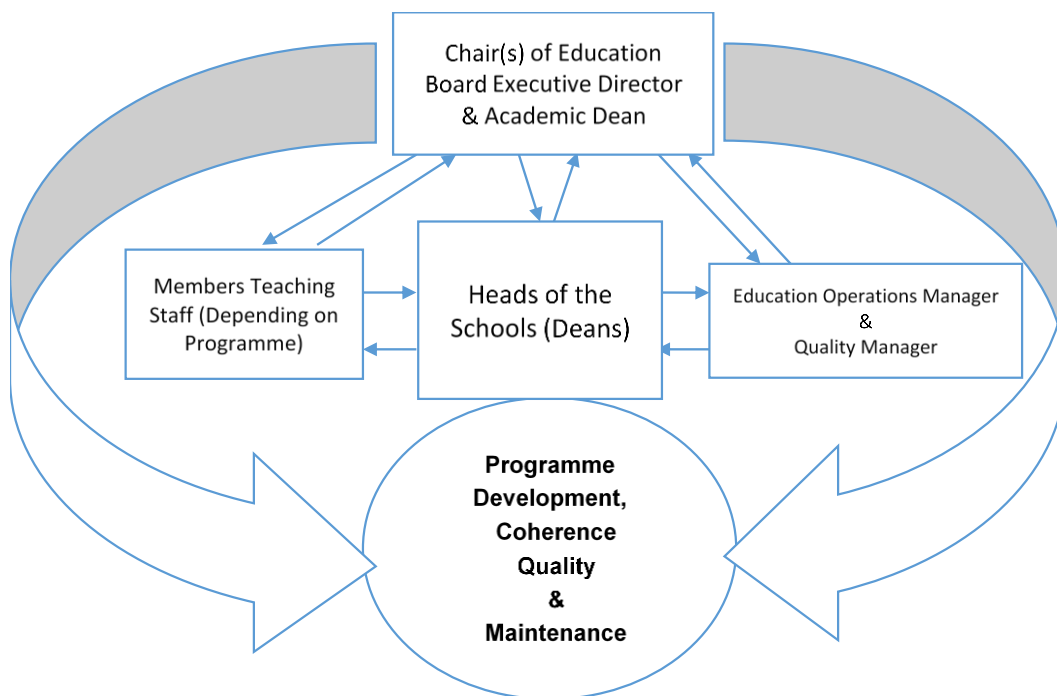 Chair(s) of Education
Board Executive Director
& Academic Dean
Members Teaching
Staff (Depending on
Programme)
Heads of the
Schools (Deans)
Education Operations Manager
&
Quality Manager
Programme
Development,
Coherence
Quality
&
Maintenance